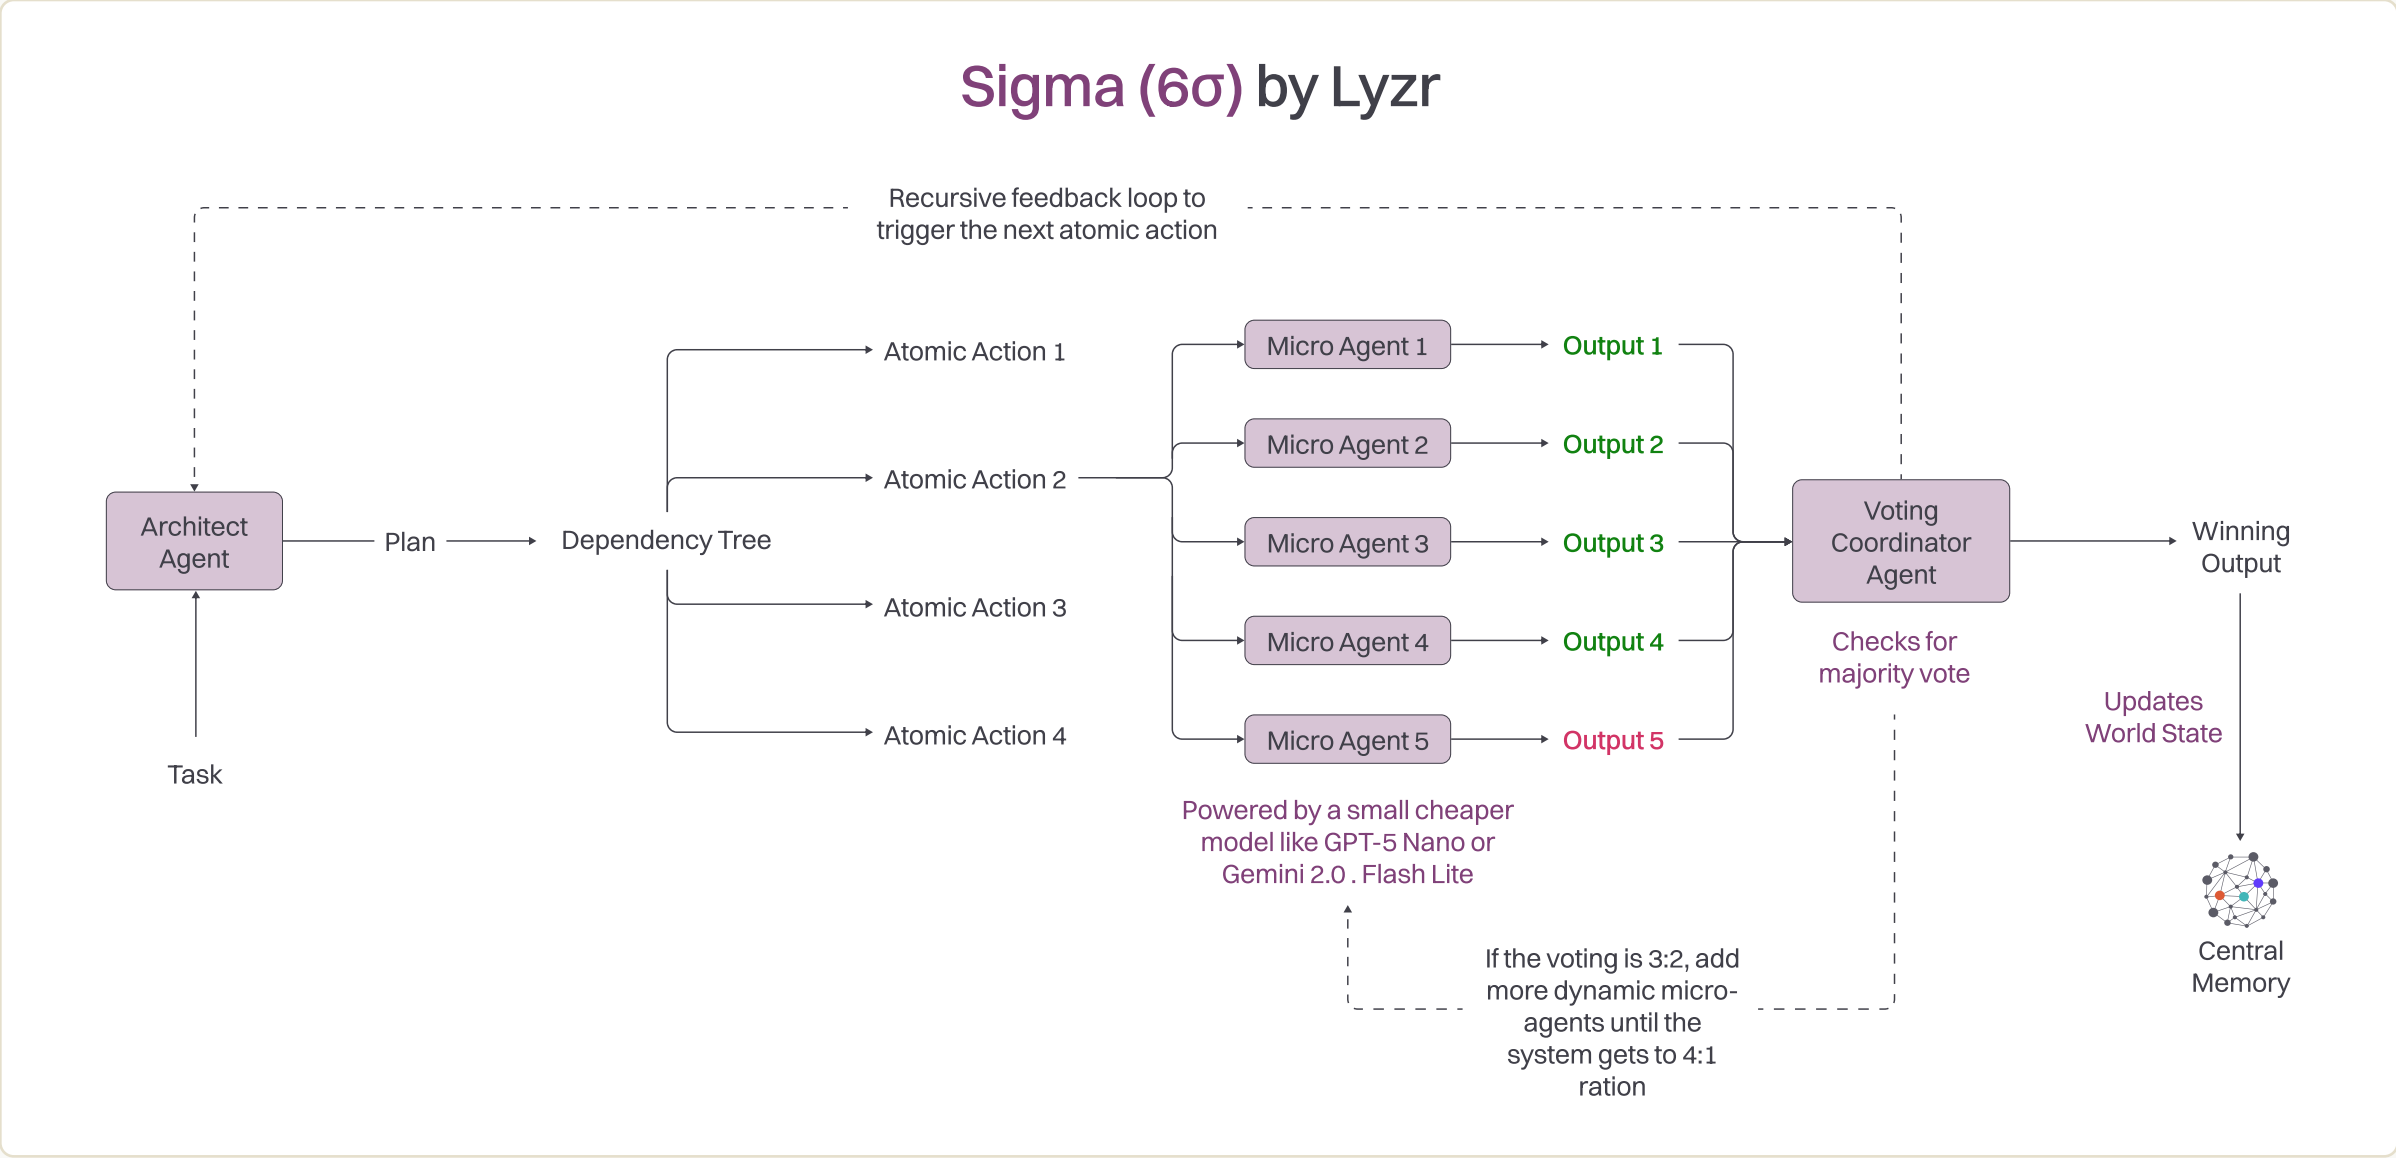 Sigma (6σ) by Lyzr
Recursive feedback loop to
trigger the next atomic action
Architect
Agent
Task
Plan
Dependency Tree
Atomic Action 1
Atomic Action 2
Atomic Action 3
Atomic Action 4
Micro Agent 1
Micro Agent 2
Micro Agent 3
Micro Agent 4
Micro Agent 5
Powered by a small cheaper
model like GPT-5 Nano or
Gemini 2.0 . Flash Lite
Output 1
Output 2
Output 3
Output 4
Output 5
Voting
Coordinator
Agent
Checks for
majority vote
If the voting is 3:2, add
more dynamic micro-
agents until the
system gets to 4:1
ration
Winning
Output
Updates
World State
Central
Memory